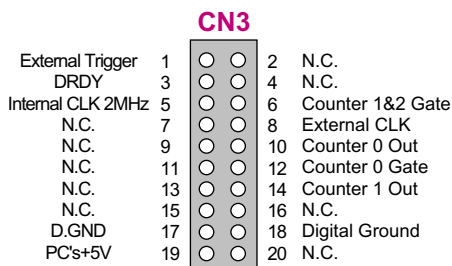 CN3
External Trigger 1 2 N.C.
DRDY 3 4 N.C.
Internal CLK 2MHz 5 6 Counter 1&2 Gate
N.C. 7 8 External CLK
N.C. 9 10 Counter 0 Out
N.C. 11 12 Counter 0 Gate
N.C. 13 14 Counter 1 Out
N.C. 15 16 N.C.
D.GND 17 18 Digital Ground
PC's+5V 19 20 N.C.